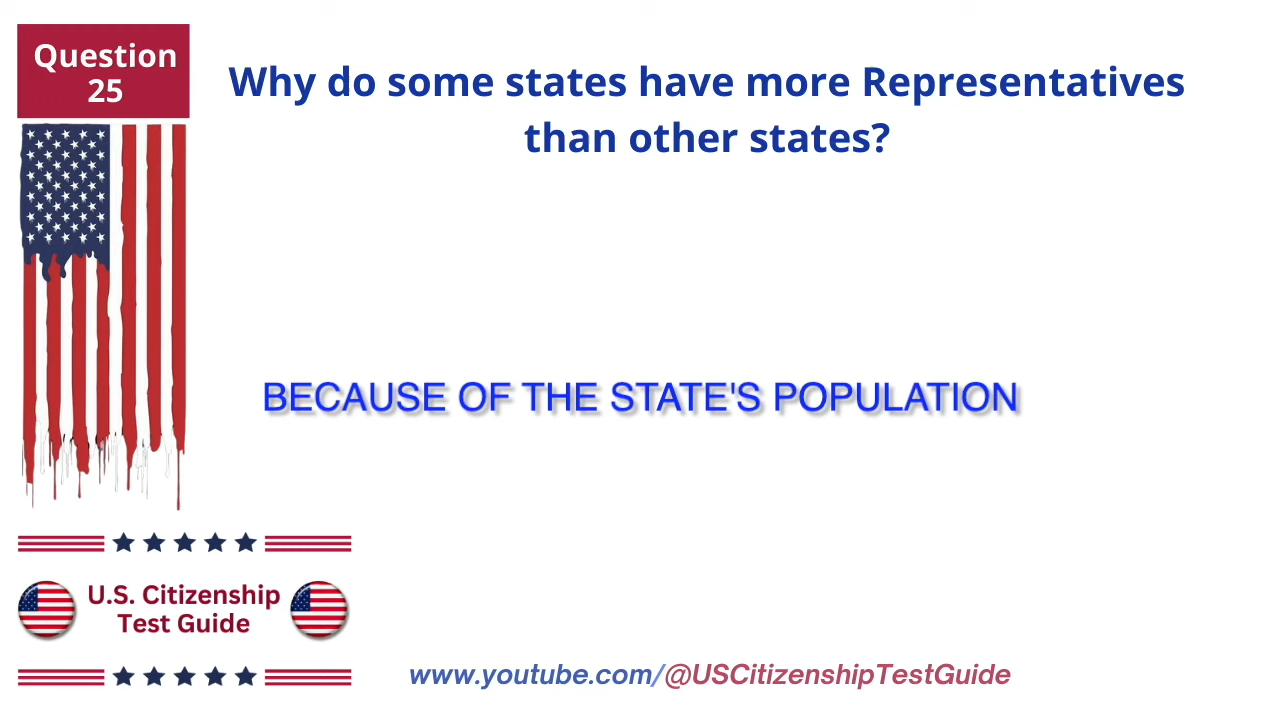 Question
25
Why do some states have more Representatives
than other states?
BECAUSE OF THE STATE'S POPULATION
U.S. Citizenship
Test Guide
www.youtube.com/@USCitizenshipTestGuide